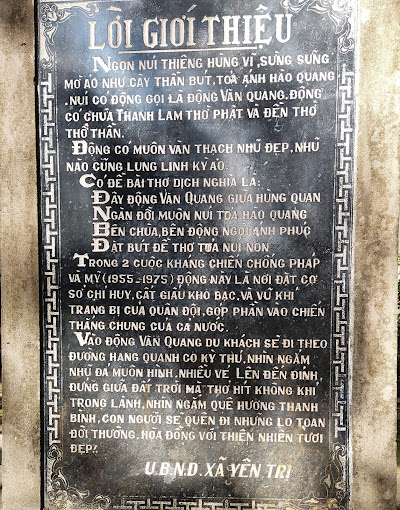 LỜI GIỚI THIỆU
NGỌN NÚI THIÊNG HÙNG VĨ, SỪNG SỮNG
MỜ ẢO NHƯ CÂY THẦN BÚT, TỎA ÁNH HÀO QUANG
. NÚI CÓ ĐỘNG GỌI LÀ ĐỘNG VĂN QUANG. ĐỘNG
CÓ CHÙA THANH LAM THỜ PHẬT VÀ ĐỀN THỜ
THỔ THẦN.
ĐỘNG CÓ MUÔN VÀN THẠCH NHŨ ĐẸP, NHŨ
NÀO CŨNG LUNG LINH KỲ ẢO.
CÓ ĐỀ BÀI THƠ DỊCH NGHĨA LÀ:
ĐÂY ĐỘNG VĂN QUANG GIỮA HÙNG QUAN
NGÀN ĐỜI MUÔN NÚI TỎA HÀO QUANG
BÊN CHÙA, BÊN ĐỘNG NGỜI ANH PHÚC
ĐẶT BÚT ĐỀ THƠ TỰA NÚI NON
TRONG 2 CUỘC KHÁNG CHIẾN CHỐNG PHÁP
VÀ MỸ (1955-1975) ĐỘNG NÀY LÀ NƠI ĐẶT CƠ
SỞ CHỈ HUY, CẤT GIẤU KHO BẠC, VÀ VŨ KHÍ
TRANG BỊ CỦA QUÂN ĐỘI, GÓP PHẦN VÀO CHIẾN
THẮNG CHUNG CỦA CẢ NƯỚC.
VÀO ĐỘNG VĂN QUANG DU KHÁCH SẼ ĐI THEO
ĐƯỜNG HANG QUANH CO KỲ THÚ, NHÌN NGẮM
NHŨ ĐÁ MUÔN HÌNH, NHIỀU VẺ LÊN ĐẾN ĐỈNH,
ĐỨNG GIỮA ĐẤT TRỜI MÀ THỞ HÍT KHÔNG KHÍ
TRONG LÀNH, NHÌN NGẮM QUÊ HƯƠNG THANH
BÌNH, CON NGƯỜI SẼ QUÊN ĐI NHỮNG LO TOAN
ĐỜI THƯỜNG, HÒA ĐỒNG VỚI THIÊN NHIÊN TƯƠI
ĐẸP!
U.B.N.D. XÃ YÊN TRỊ